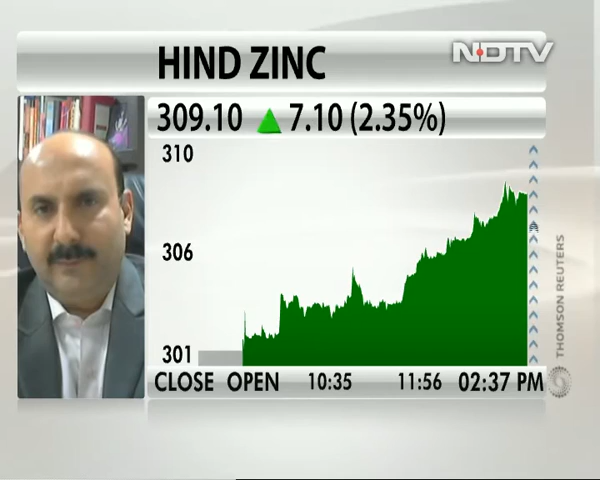 HIND ZINC
NDTV
309.10 ▲ 7.10 (2.35%)
310
306
301
CLOSE OPEN 10:35 11:56 02:37 PM
THOMSON REUTERS